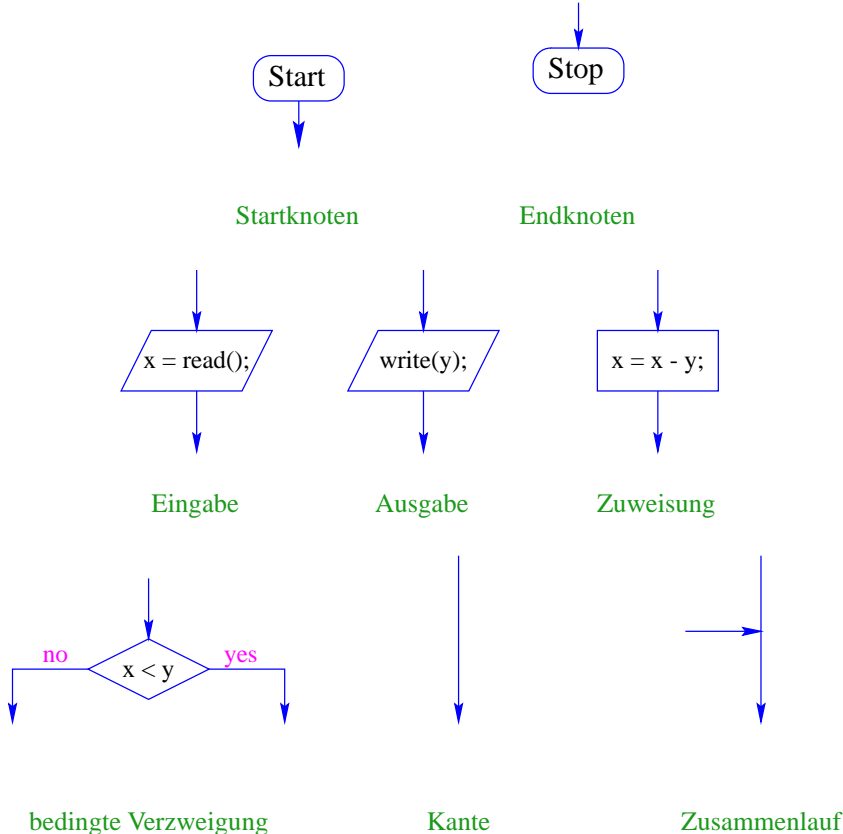 Start
Stop
Startknoten
Endknoten
x = read();
write(y);
x = x - y;
Eingabe
Ausgabe
Zuweisung
no
x < y
yes
bedingte Verzweigung
Kante
Zusammenlauf